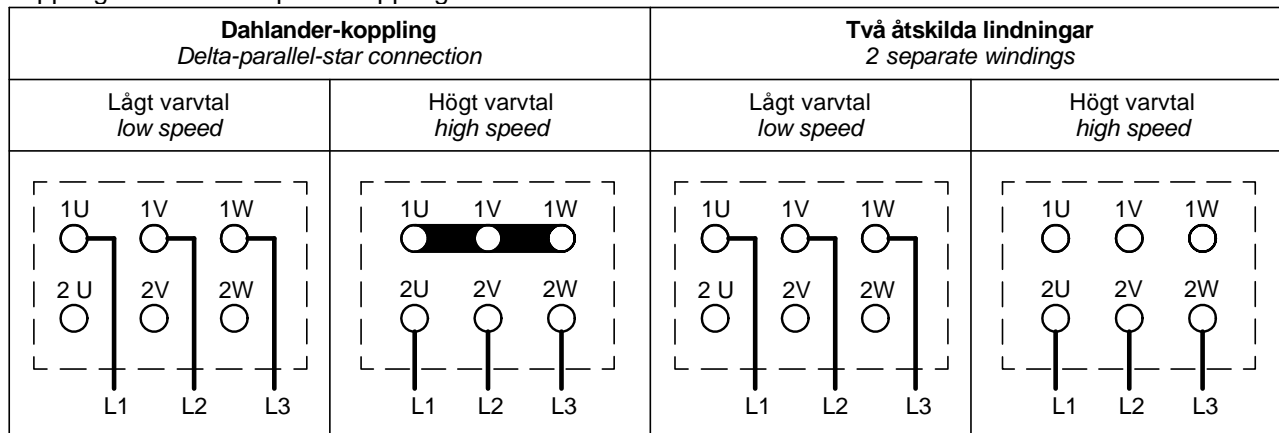 Dahlander-koppling
Delta-parallel-star connection
Två åtskilda lindningar
2 separate windings
Lågt varvtal
low speed
Högt varvtal
high speed
Lågt varvtal
low speed
Högt varvtal
high speed
1U 1V 1W
2 U 2V 2W
L1 L2 L3
1U 1V 1W
2U 2V 2W
L1 L2 L3
1U 1V 1W
2 U 2V 2W
L1 L2 L3
1U 1V 1W
2U 2V 2W
L1 L2 L3